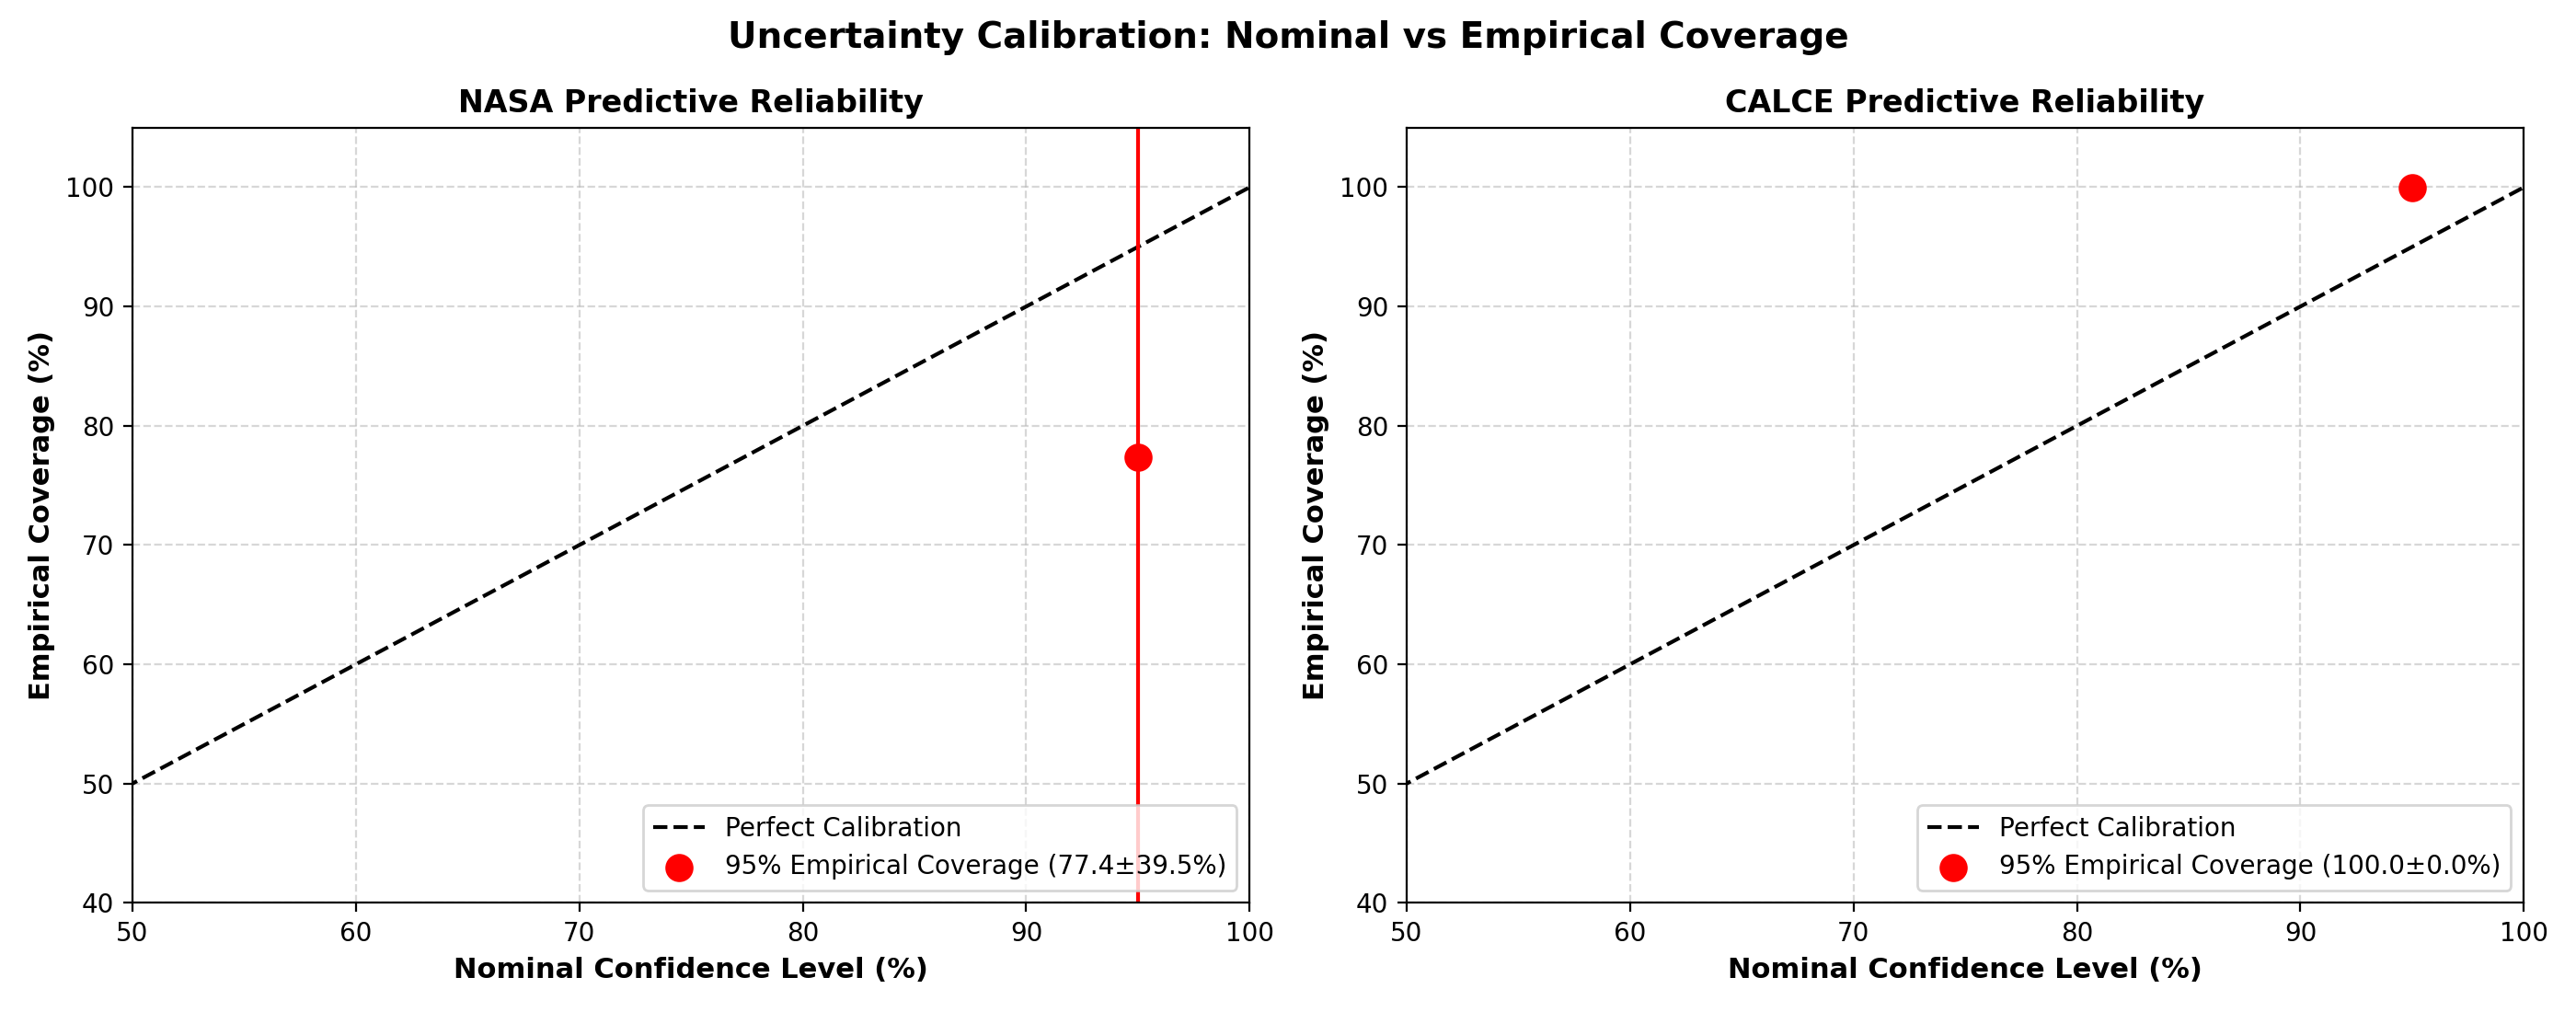 Uncertainty Calibration: Nominal vs Empirical Coverage
NASA Predictive Reliability
Empirical Coverage (%)
100
90
80
70
60
50
40
50 60 70 80 90 100
Nominal Confidence Level (%)
Perfect Calibration
95% Empirical Coverage (77.4±39.5%)
CALCE Predictive Reliability
Empirical Coverage (%)
100
90
80
70
60
50
40
50 60 70 80 90 100
Nominal Confidence Level (%)
Perfect Calibration
95% Empirical Coverage (100.0±0.0%)